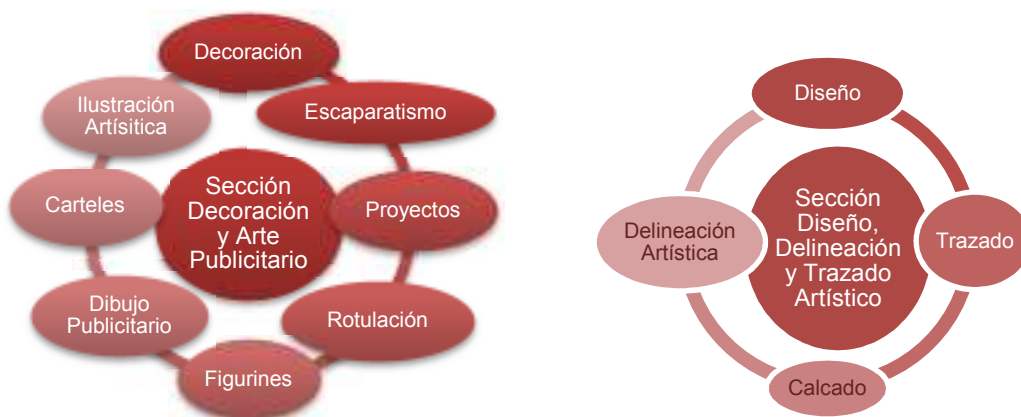 Decoración
Escaparatismo
Proyectos
Rotulación
Figurines
Dibujo
Publicitario
Carteles
Ilustración
Artísitica
Sección
Decoración
y Arte
Publicitario
Diseño
Trazado
Calcado
Delineación
Artística
Sección
Diseño,
Delineación
y Trazado
Artístico